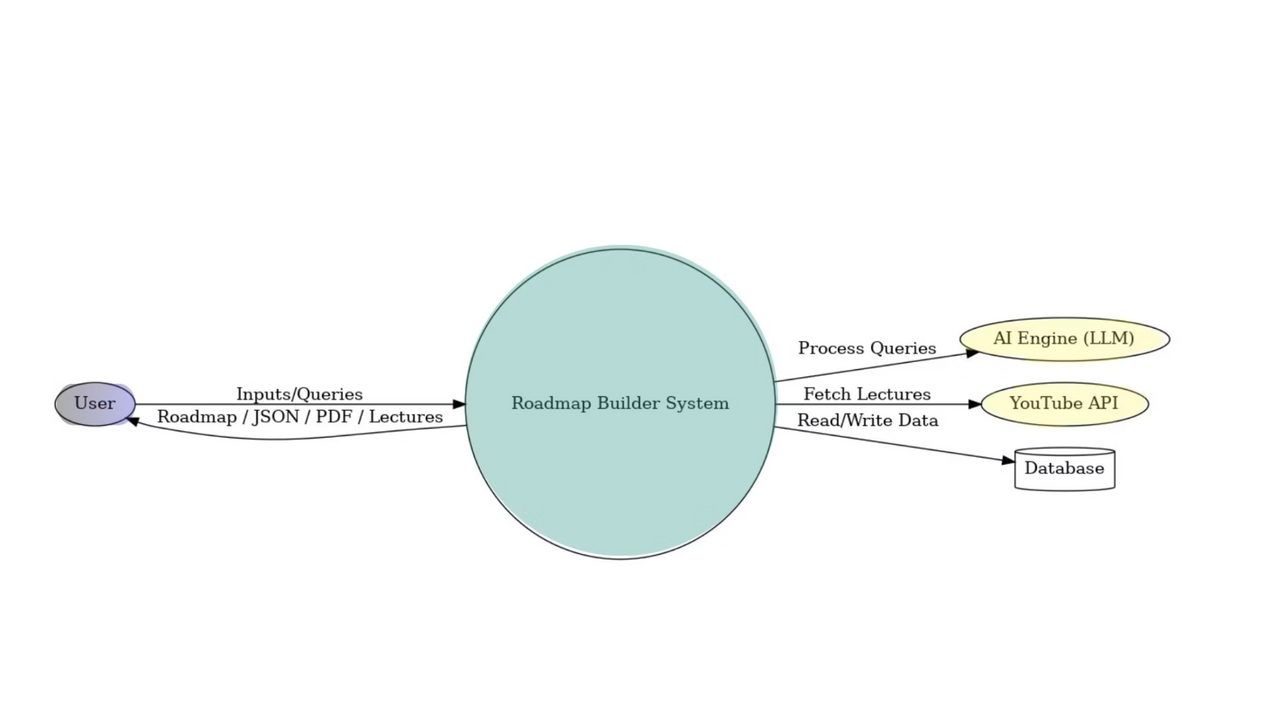 User
Inputs/Queries
Roadmap / JSON / PDF / Lectures
Roadmap Builder System
Process Queries
Fetch Lectures
Read/Write Data
AI Engine (LLM)
YouTube API
Database